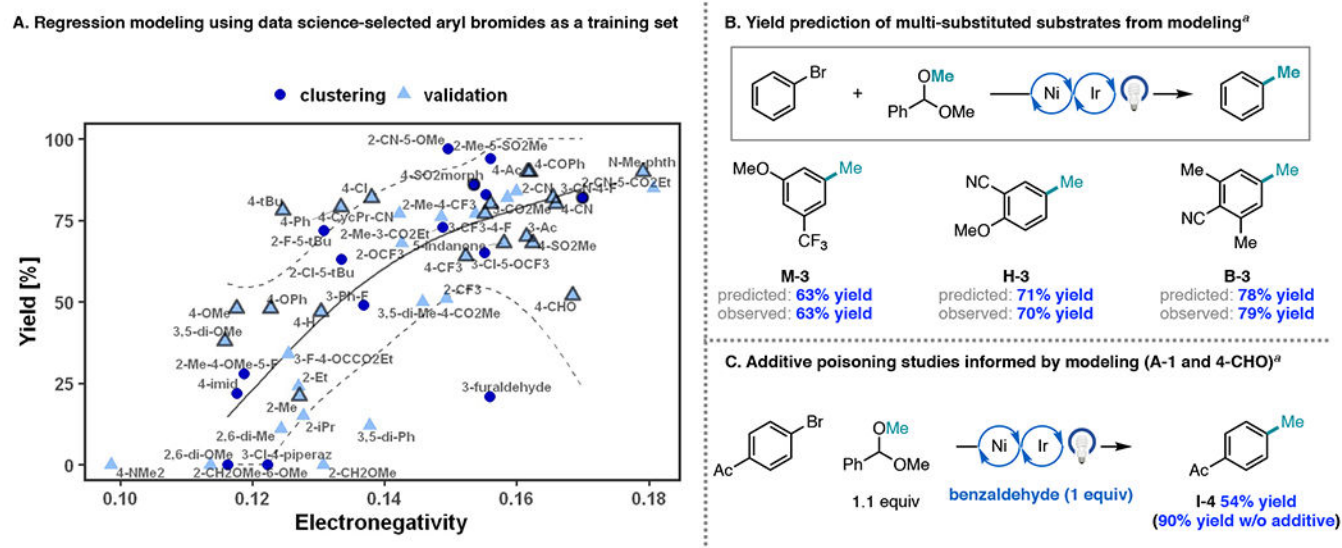 A. Regression modeling using data science-selected aryl bromides as a training set
clustering validation
Yield [%]
100
75
50
25
0
2-CN-5-OMe
2-Me-5-SO2Me
4-COPh
4-Ac
N-Me-phth
4-SO2morph
2-CN
3-CN-4-F
2-CN-5-CO2Et
4-Cl
4-tBu
4-CycPr-CN
2-Me-4-CF3
3-CO2Me
4-CN
4-Ph
2-F-5-tBu
2-Me-3-CO2Et
3-CF3-4-F
3-Ac
2-OCF3
5-Indanone
4-SO2Me
2-Cl-5-tBu
4-CF3
3-Cl-5-OCF3
3-Ph-F
2-CF3
4-OPh
4-OMe
4-H
3,5-di-Me-4-CO2Me
4-CHO
3,5-di-OMe
2-Me-4-OMe-5-F
3-F-4-OCCO2Et
4-imid
2-Et
3-furaldehyde
2-Me
2-iPr
2,6-di-Me
3,5-di-Ph
2,6-di-OMe
3-Cl-4-piperaz
4-NMe2
2-CH2OMe-6-OMe
2-CH2OMe
0.10 0.12 0.14 0.16 0.18
Electronegativity
B. Yield prediction of multi-substituted substrates from modelingᵃ
Br
+
OMe
Ph OMe
Ni Ir
Me
MeO Me
CF3
M-3
predicted: 63% yield
observed: 63% yield
NC Me
MeO
H-3
predicted: 71% yield
observed: 70% yield
Me Me
NC
Me
B-3
predicted: 78% yield
observed: 79% yield
C. Additive poisoning studies informed by modeling (A-1 and 4-CHO)ᵃ
Br
Ac
OMe
Ph OMe
1.1 equiv
Ni Ir
benzaldehyde (1 equiv)
Me
Ac
I-4 54% yield
(90% yield w/o additive)